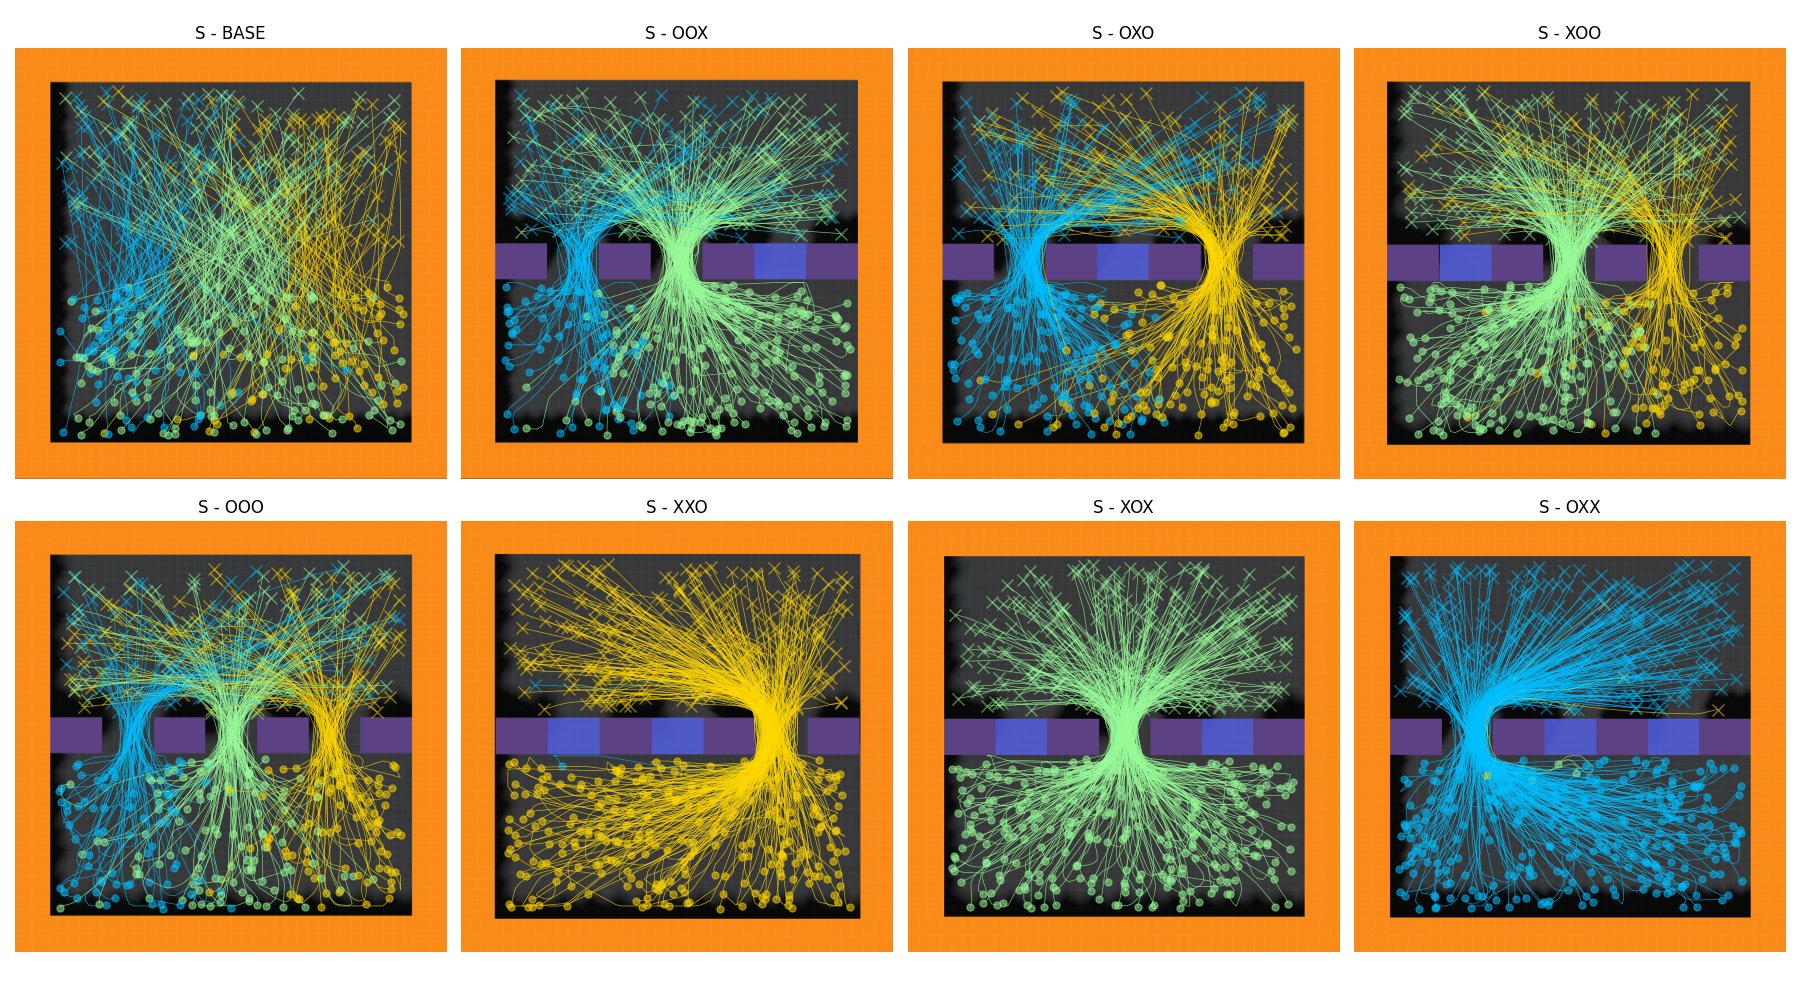 S - BASE
S - OOX
S - OXO
S - XOO
S - OOO
S - XXO
S - XOX
S - OXX